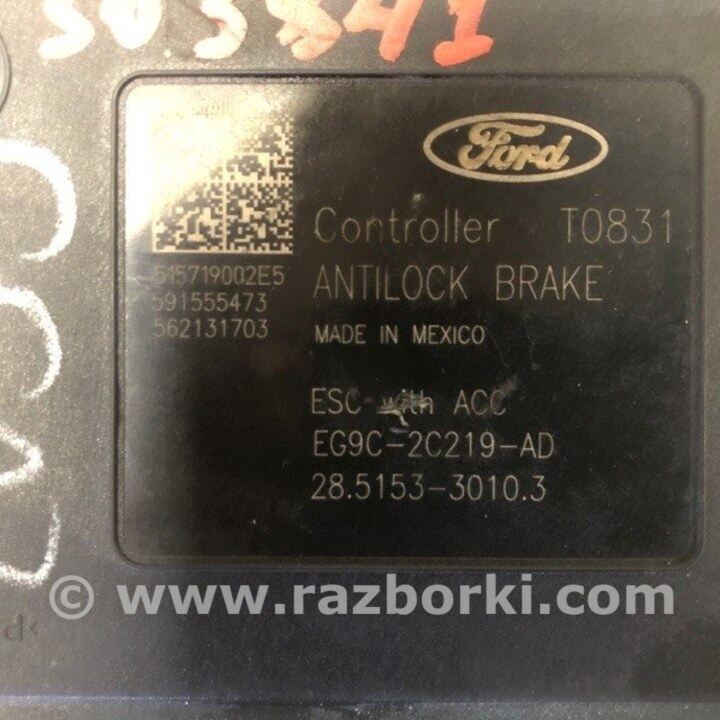 Ford
Controller T0831
515719002E5
ANTILOCK BRAKE
591555473
562131703
MADE IN MEXICO
ESC with ACC
EG9C-2C219-AD
28.5153-3010.3
© www.razborki.com